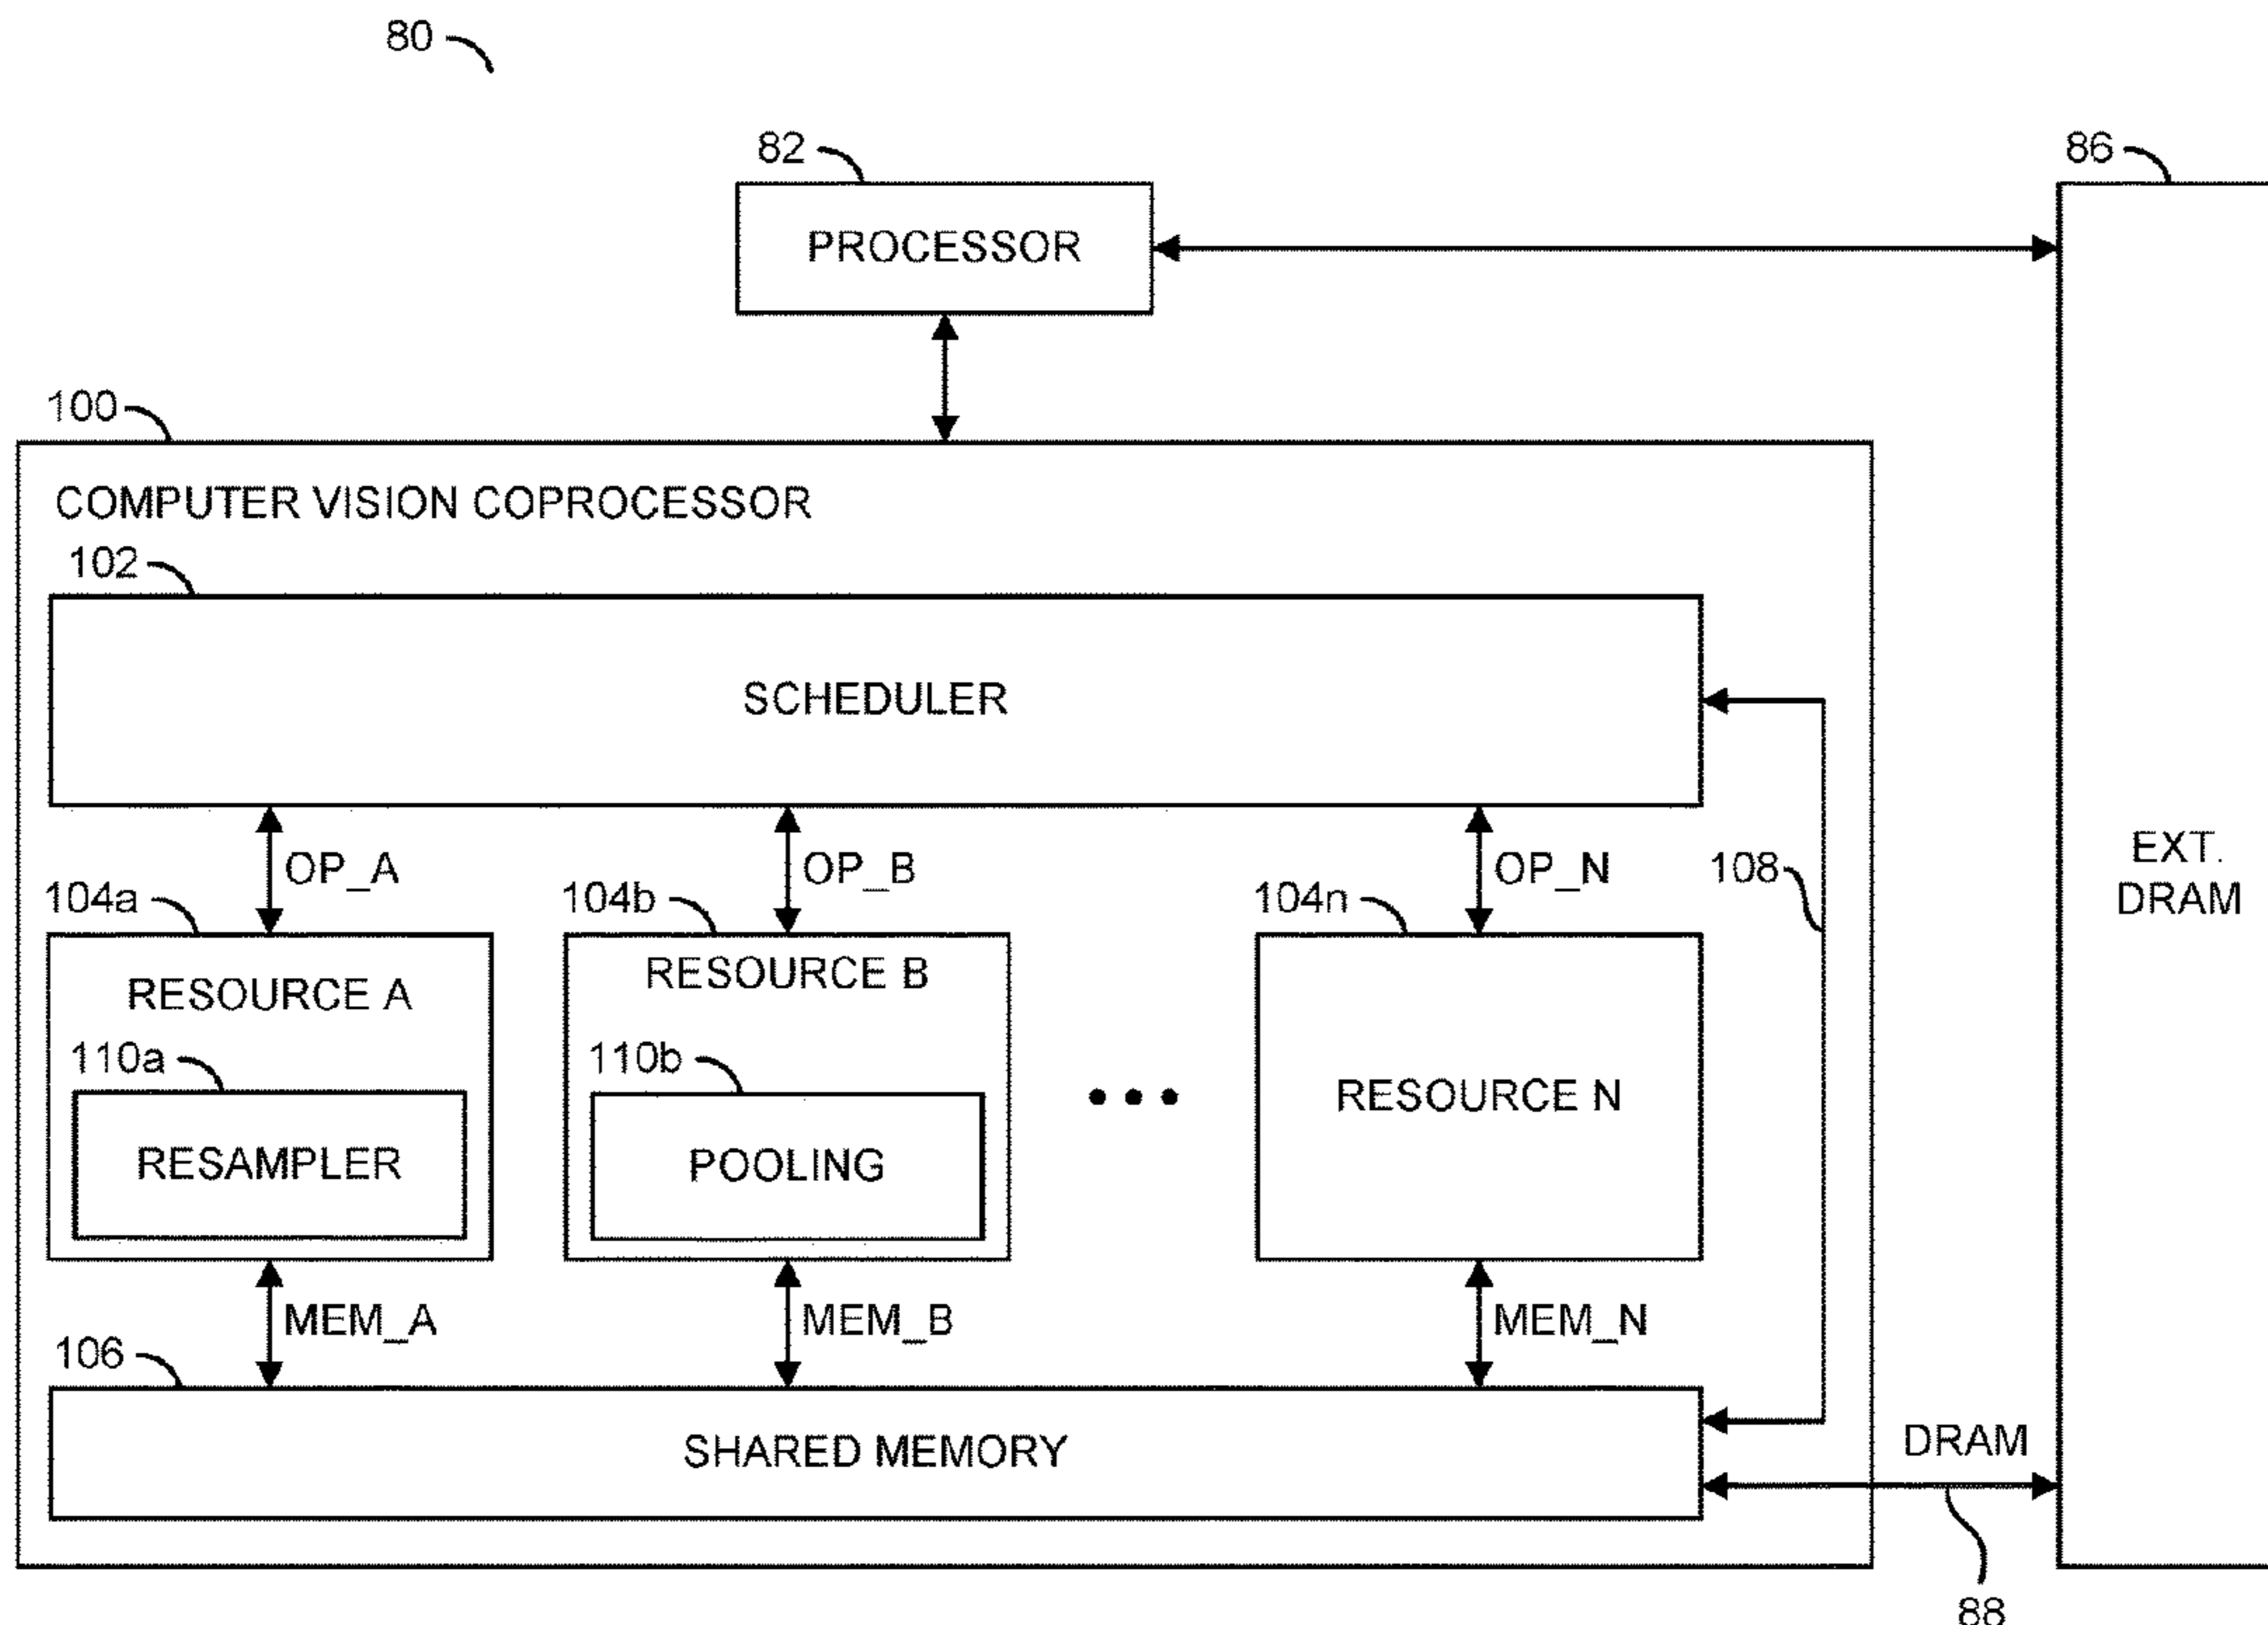 80
82
86
PROCESSOR
100
COMPUTER VISION COPROCESSOR
102
SCHEDULER
OP_A
OP_B
OP_N
108
EXT.
DRAM
104a
104b
104n
RESOURCE A
RESOURCE B
110a
110b
RESOURCE N
RESAMPLER
POOLING
• • •
MEM_A
MEM_B
MEM_N
106
SHARED MEMORY
DRAM
88